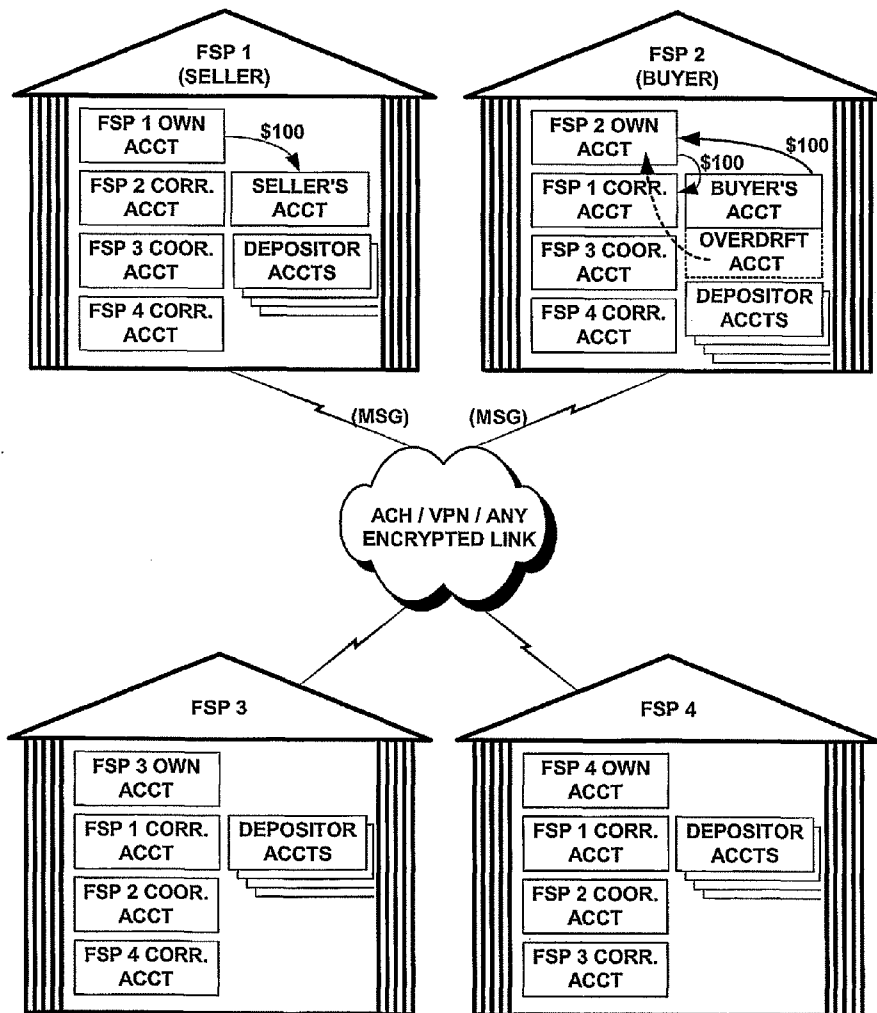 FSP 1
(SELLER)
FSP 1 OWN
ACCT
$100
FSP 2 CORR.
ACCT
SELLER'S
ACCT
FSP 3 COOR.
ACCT
DEPOSITOR
ACCTS
FSP 4 CORR.
ACCT
FSP 2
(BUYER)
FSP 2 OWN
ACCT
$100
$100
FSP 1 CORR.
ACCT
BUYER'S
ACCT
OVERDRFT
ACCT
FSP 3 COOR.
ACCT
DEPOSITOR
ACCTS
FSP 4 CORR.
ACCT
(MSG)
(MSG)
ACH / VPN / ANY
ENCRYPTED LINK
FSP 3
FSP 3 OWN
ACCT
FSP 1 CORR.
ACCT
DEPOSITOR
ACCTS
FSP 2 COOR.
ACCT
FSP 4 CORR.
ACCT
FSP 4
FSP 4 OWN
ACCT
FSP 1 CORR.
ACCT
DEPOSITOR
ACCTS
FSP 2 COOR.
ACCT
FSP 3 CORR.
ACCT